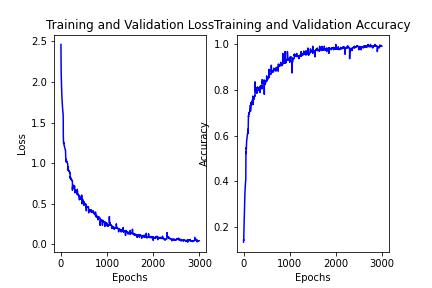 Training and Validation Loss
2.5
2.0
1.5
1.0
0.5
0.0
Loss
0 1000 2000 3000
Epochs
Training and Validation Accuracy
1.0
0.8
0.6
0.4
0.2
Accuracy
0 1000 2000 3000
Epochs